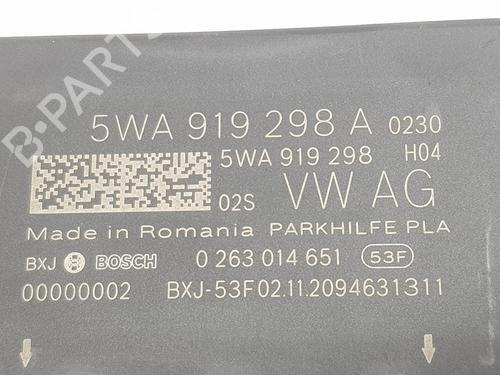 B-PARTS
5WA 919 298 A 0230
5WA 919 298 H04
02S VW AG
Made in Romania PARKHILFE PLA
BXJ BOSCH 0 263 014 651 53F
00000002 BXJ-53F02.11.2094631311